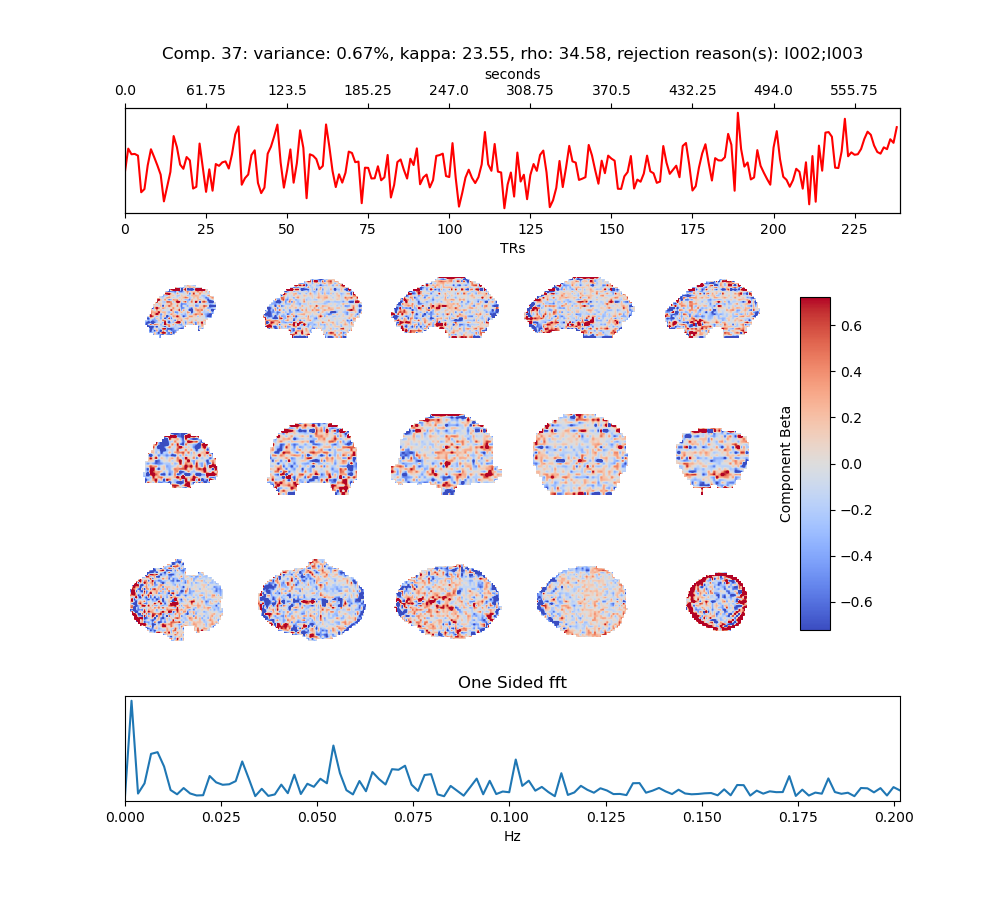 Comp. 37: variance: 0.67%, kappa: 23.55, rho: 34.58, rejection reason(s): I002;I003
seconds
0.0 61.75 123.5 185.25 247.0 308.75 370.5 432.25 494.0 555.75
0 25 50 75 100 125 150 175 200 225
TRs
0.6
0.4
0.2
0.0
−0.2
−0.4
−0.6
Component Beta
One Sided fft
0.000 0.025 0.050 0.075 0.100 0.125 0.150 0.175 0.200
Hz